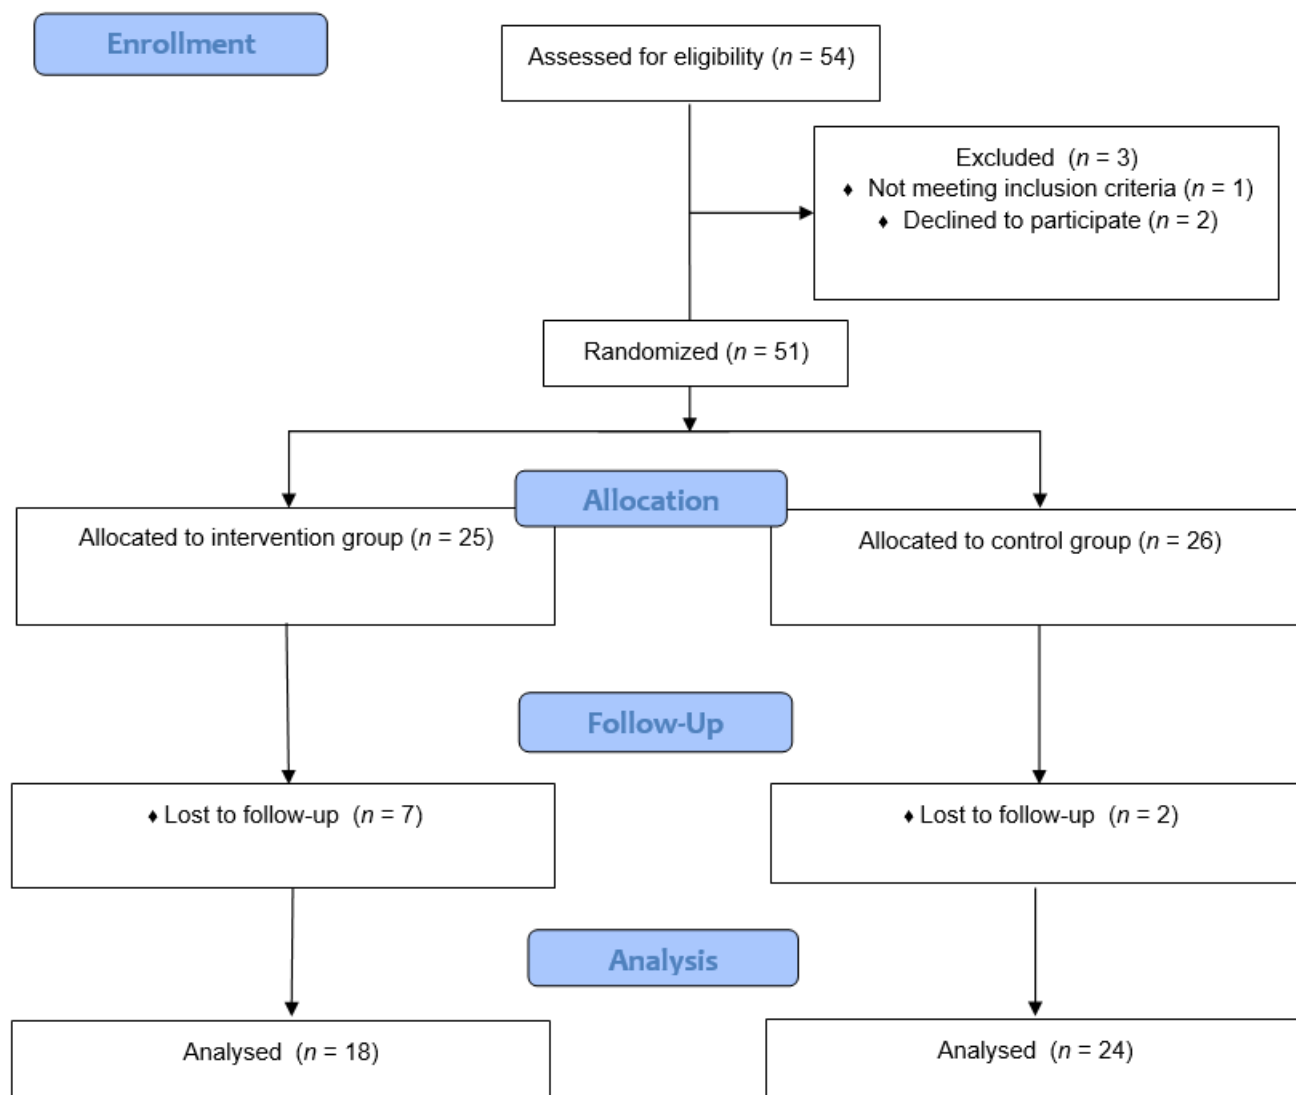 Enrollment
Assessed for eligibility (n = 54)
Excluded (n = 3)
♦ Not meeting inclusion criteria (n = 1)
♦ Declined to participate (n = 2)
Randomized (n = 51)
Allocation
Allocated to intervention group (n = 25)
Allocated to control group (n = 26)
Follow-Up
♦ Lost to follow-up (n = 7)
♦ Lost to follow-up (n = 2)
Analysis
Analysed (n = 18)
Analysed (n = 24)